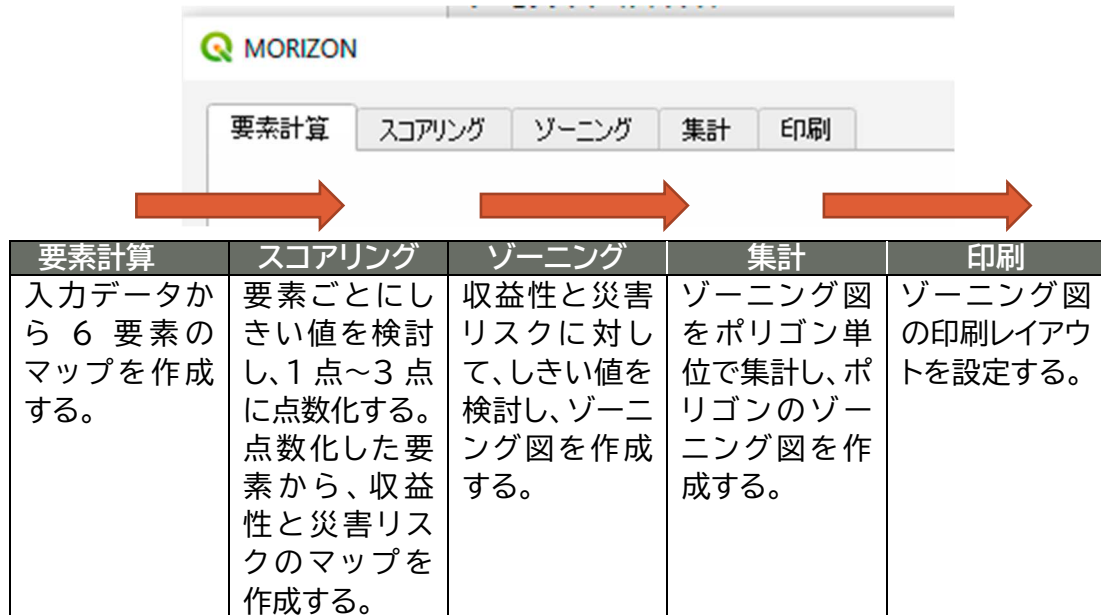 MORIZON
要素計算 スコアリング ゾーニング 集計 印刷
要素計算 スコアリング ゾーニング 集計 印刷
入力データか
ら 6 要素の
マップを作成
する。
要素ごとにし
きい値を検討
し、1 点～3 点
に点数化する。
点数化した要
素から、収益
性と災害リス
クのマップを
作成する。
収益性と災害
リスクに対し
て、しきい値を
検討し、ゾーニ
ング図を作成
する。
ゾーニング図
をポリゴン単
位で集計し、ポ
リゴンのゾー
ニング図を作
成する。
ゾーニング図
の印刷レイアウ
トを設定する。